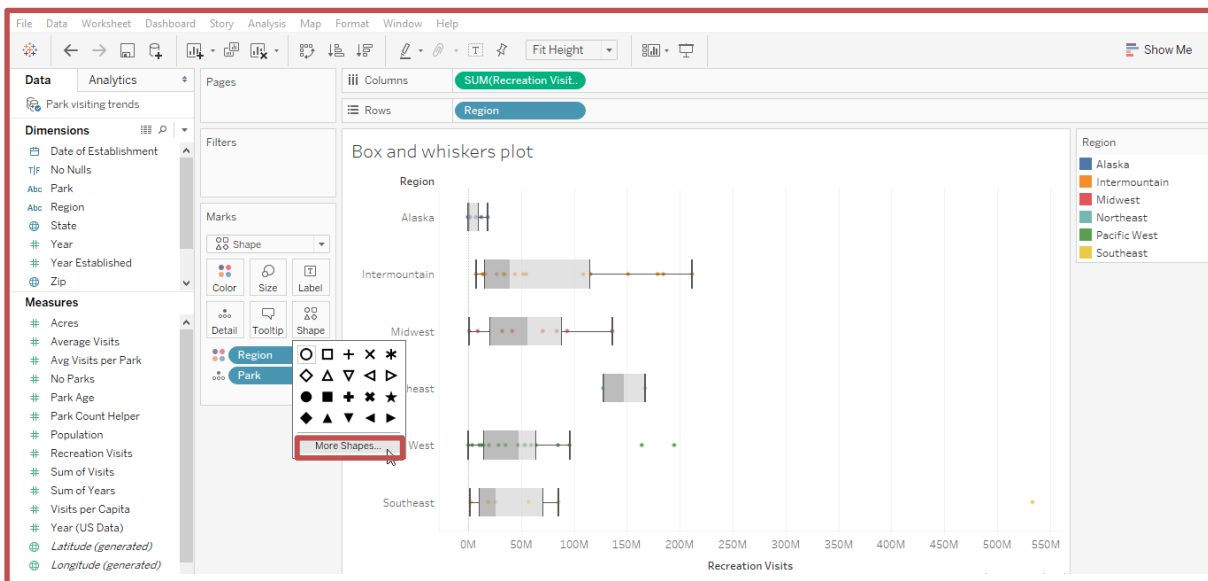 File Data Worksheet Dashboard Story Analysis Map Format Window Help
T Fit Height Show Me
Data Analytics
Park visiting trends
Dimensions
Date of Establishment
T|F No Nulls
Abc Park
Abc Region
State
# Year
# Year Established
Zip
Measures
# Acres
# Average Visits
# Avg Visits per Park
# No Parks
# Park Age
# Park Count Helper
# Population
# Recreation Visits
# Sum of Visits
# Sum of Years
# Visits per Capita
# Year (US Data)
Latitude (generated)
Longitude (generated)
Pages
Filters
Marks
Shape
Color Size Label
Detail Tooltip Shape
Region
Park
More Shapes...
Columns SUM(Recreation Visit..
Rows Region
Box and whiskers plot
Region
Alaska
Intermountain
Midwest
heast
West
Southeast
0M 50M 100M 150M 200M 250M 300M 350M 400M 450M 500M 550M
Recreation Visits
Region
Alaska
Intermountain
Midwest
Northeast
Pacific West
Southeast